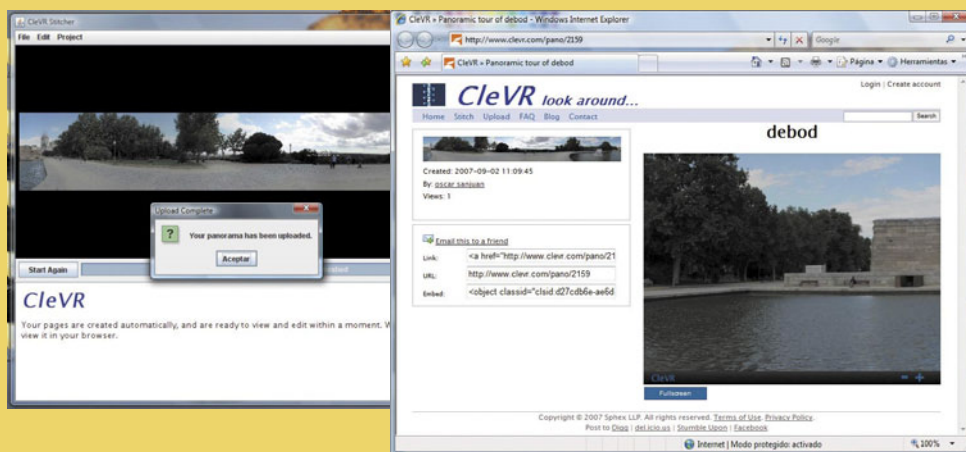 CleVR Stitcher
File Edit Project
Upload Complete
Your panorama has been uploaded.
Aceptar
Start Again
CleVR
Your pages are created automatically, and are ready to view and edit within a moment. W
view it in your browser.
CleVR » Panoramic tour of debod - Windows Internet Explorer
http://www.clevr.com/pano/2159
Google
CleVR » Panoramic tour of debod
Página
Herramientas
Login | Create account
CleVR look around...
Home Stitch Upload FAQ Blog Contact
Search
debod
Created: 2007-09-02 11:09:45
By: oscar sanjuan
Views: 1
Email this to a friend
Link: <a href="http://www.clevr.com/pano/21
URL: http://www.clevr.com/pano/2159
Embed: <object classid="clsid:d27cdb6e-ae6d
CleVR
Fullscreen
Copyright © 2007 Sphex LLP. All rights reserved. Terms of Use. Privacy Policy.
Post to Digg | del.icio.us | Stumble Upon | Facebook
Internet | Modo protegido: activado
100%